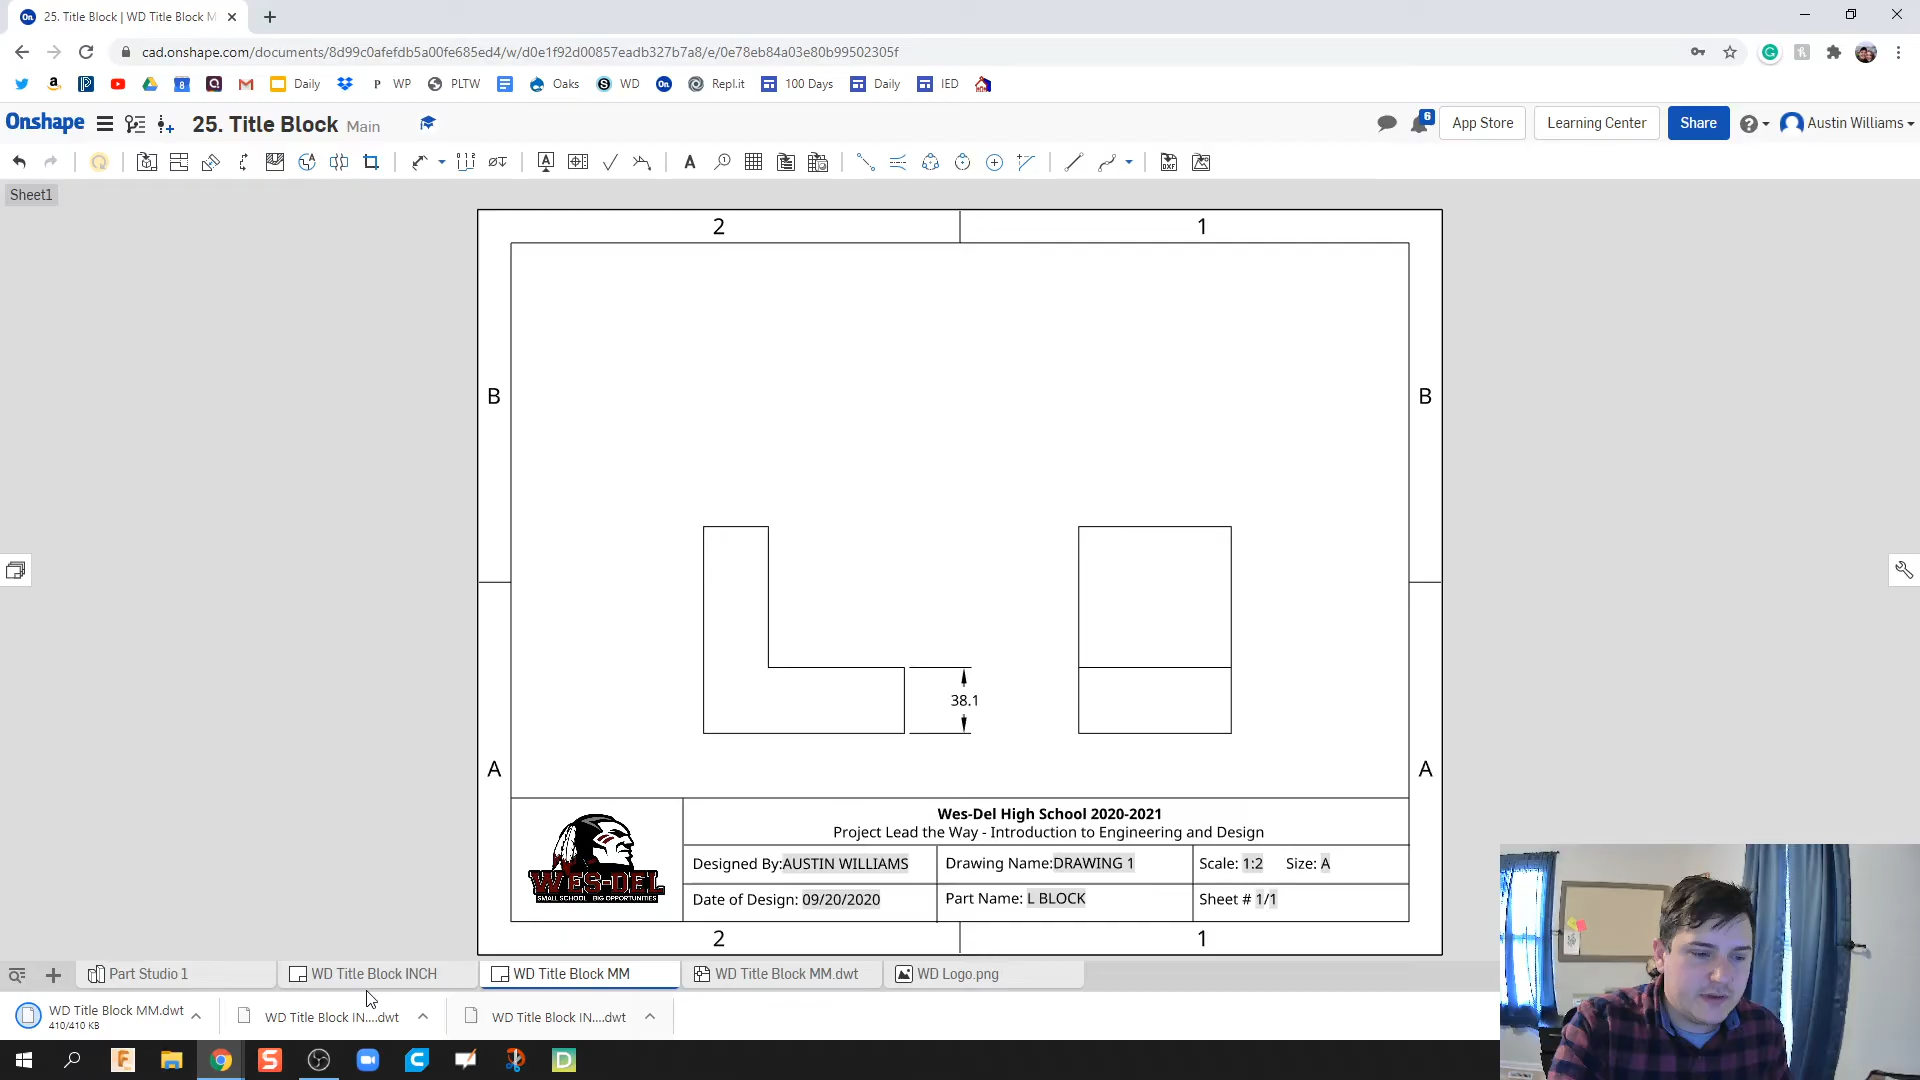 25. Title Block | WD Title Block M
cad.onshape.com/documents/8d99c0afefdb5a00fe685ed4/w/d0e1f92d00857eadb327b7a8/e/0e78eb84a03e80b99502305f
Daily
WP
PLTW
Oaks
WD
Repl.it
100 Days
Daily
IED
Onshape
25. Title Block Main
6
App Store
Learning Center
Share
Austin Williams
Sheet1
2
1
B
B
38.1
A
A
Wes-Del High School 2020-2021
Project Lead the Way - Introduction to Engineering and Design
WES-DEL
SMALL SCHOOL BIG OPPORTUNITIES
Designed By:AUSTIN WILLIAMS
Drawing Name:DRAWING 1
Scale: 1:2
Size: A
Date of Design: 09/20/2020
Part Name: L BLOCK
Sheet # 1/1
2
1
Part Studio 1
WD Title Block INCH
WD Title Block MM
WD Title Block MM.dwt
WD Logo.png
WD Title Block MM.dwt
410/410 KB
WD Title Block IN....dwt
WD Title Block IN....dwt